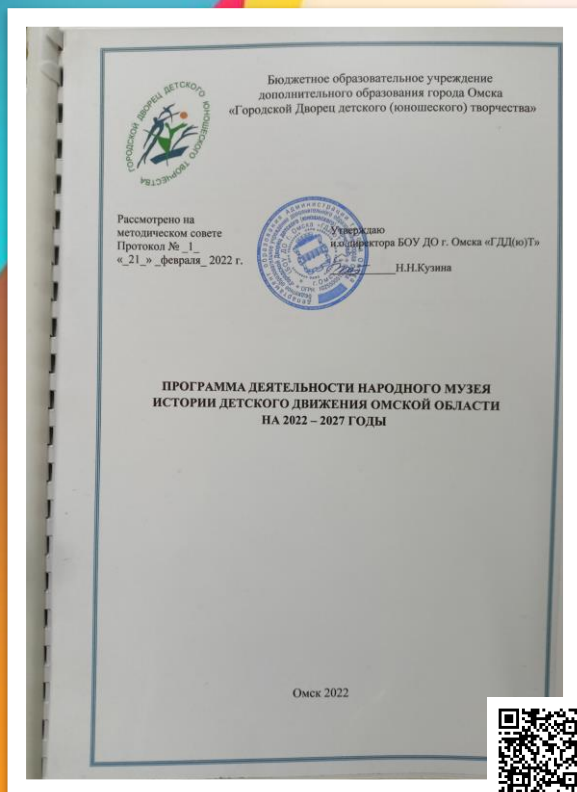 Бюджетное образовательное учреждение
дополнительного образования города Омска
«Городской Дворец детского (юношеского) творчества»
ГОРОДСКОЙ ДВОРЕЦ ДЕТСКОГО ЮНОШЕСКОГО ТВОРЧЕСТВА
Рассмотрено на
методическом совете
Протокол № _1_
«_21_» _февраля_ 2022 г.
Утверждаю
и.о.директора БОУ ДО г. Омска «ГДД(ю)Т»
Н.Н.Кузина
ПРОГРАММА ДЕЯТЕЛЬНОСТИ НАРОДНОГО МУЗЕЯ
ИСТОРИИ ДЕТСКОГО ДВИЖЕНИЯ ОМСКОЙ ОБЛАСТИ
НА 2022 – 2027 ГОДЫ
Омск 2022